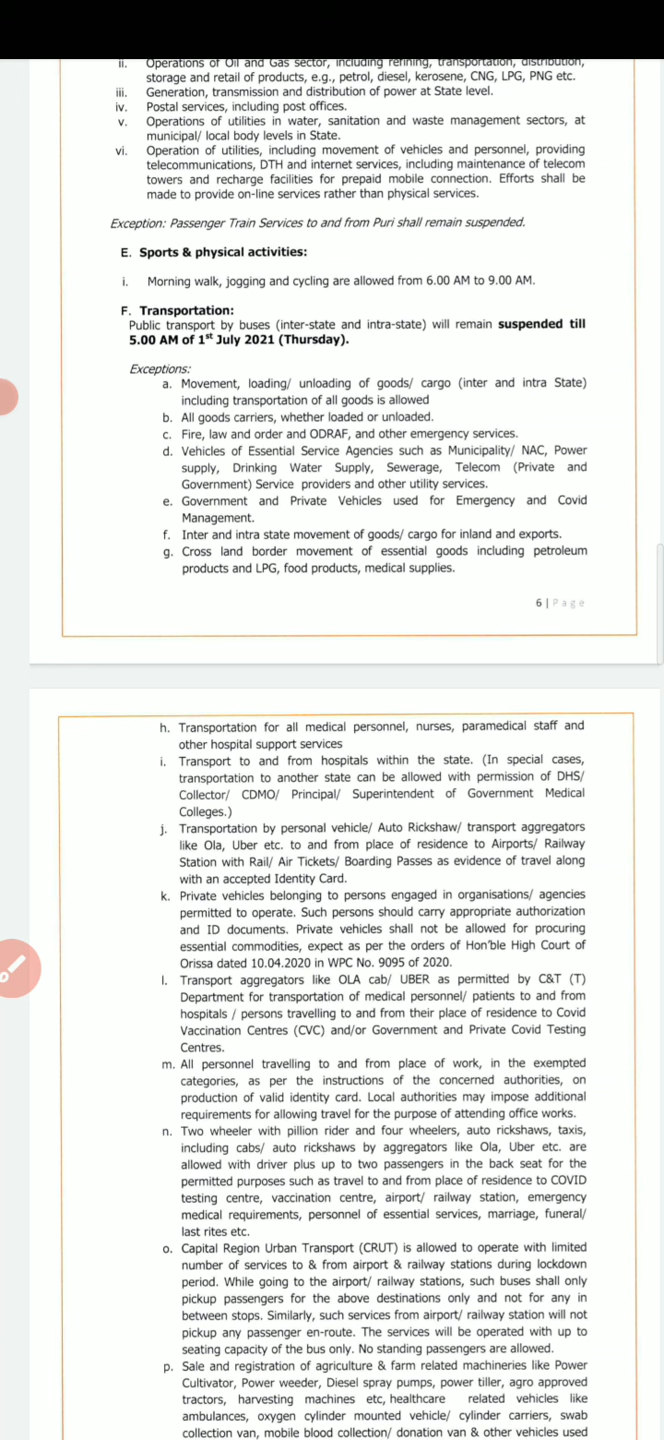 ii. Operations of Oil and Gas sector, including refining, transportation, distribution,
storage and retail of products, e.g., petrol, diesel, kerosene, CNG, LPG, PNG etc.
iii. Generation, transmission and distribution of power at State level.
iv. Postal services, including post offices.
v. Operations of utilities in water, sanitation and waste management sectors, at
municipal/ local body levels in State.
vi. Operation of utilities, including movement of vehicles and personnel, providing
telecommunications, DTH and internet services, including maintenance of telecom
towers and recharge facilities for prepaid mobile connection. Efforts shall be
made to provide on-line services rather than physical services.
Exception: Passenger Train Services to and from Puri shall remain suspended.
E. Sports & physical activities:
i. Morning walk, jogging and cycling are allowed from 6.00 AM to 9.00 AM.
F. Transportation:
Public transport by buses (inter-state and intra-state) will remain suspended till
5.00 AM of 1st July 2021 (Thursday).
Exceptions:
a. Movement, loading/ unloading of goods/ cargo (inter and intra State)
including transportation of all goods is allowed
b. All goods carriers, whether loaded or unloaded.
c. Fire, law and order and ODRAF, and other emergency services.
d. Vehicles of Essential Service Agencies such as Municipality/ NAC, Power
supply, Drinking Water Supply, Sewerage, Telecom (Private and
Government) Service providers and other utility services.
e. Government and Private Vehicles used for Emergency and Covid
Management.
f. Inter and intra state movement of goods/ cargo for inland and exports.
g. Cross land border movement of essential goods including petroleum
products and LPG, food products, medical supplies.
6 | Page
h. Transportation for all medical personnel, nurses, paramedical staff and
other hospital support services
i. Transport to and from hospitals within the state. (In special cases,
transportation to another state can be allowed with permission of DHS/
Collector/ CDMO/ Principal/ Superintendent of Government Medical
Colleges.)
j. Transportation by personal vehicle/ Auto Rickshaw/ transport aggregators
like Ola, Uber etc. to and from place of residence to Airports/ Railway
Station with Rail/ Air Tickets/ Boarding Passes as evidence of travel along
with an accepted Identity Card.
k. Private vehicles belonging to persons engaged in organisations/ agencies
permitted to operate. Such persons should carry appropriate authorization
and ID documents. Private vehicles shall not be allowed for procuring
essential commodities, expect as per the orders of Hon'ble High Court of
Orissa dated 10.04.2020 in WPC No. 9095 of 2020.
l. Transport aggregators like OLA cab/ UBER as permitted by C&T (T)
Department for transportation of medical personnel/ patients to and from
hospitals / persons travelling to and from their place of residence to Covid
Vaccination Centres (CVC) and/or Government and Private Covid Testing
Centres.
m. All personnel travelling to and from place of work, in the exempted
categories, as per the instructions of the concerned authorities, on
production of valid identity card. Local authorities may impose additional
requirements for allowing travel for the purpose of attending office works.
n. Two wheeler with pillion rider and four wheelers, auto rickshaws, taxis,
including cabs/ auto rickshaws by aggregators like Ola, Uber etc. are
allowed with driver plus up to two passengers in the back seat for the
permitted purposes such as travel to and from place of residence to COVID
testing centre, vaccination centre, airport/ railway station, emergency
medical requirements, personnel of essential services, marriage, funeral/
last rites etc.
o. Capital Region Urban Transport (CRUT) is allowed to operate with limited
number of services to & from airport & railway stations during lockdown
period. While going to the airport/ railway stations, such buses shall only
pickup passengers for the above destinations only and not for any in
between stops. Similarly, such services from airport/ railway station will not
pickup any passenger en-route. The services will be operated with up to
seating capacity of the bus only. No standing passengers are allowed.
p. Sale and registration of agriculture & farm related machineries like Power
Cultivator, Power weeder, Diesel spray pumps, power tiller, agro approved
tractors, harvesting machines etc, healthcare related vehicles like
ambulances, oxygen cylinder mounted vehicle/ cylinder carriers, swab
collection van, mobile blood collection/ donation van & other vehicles used